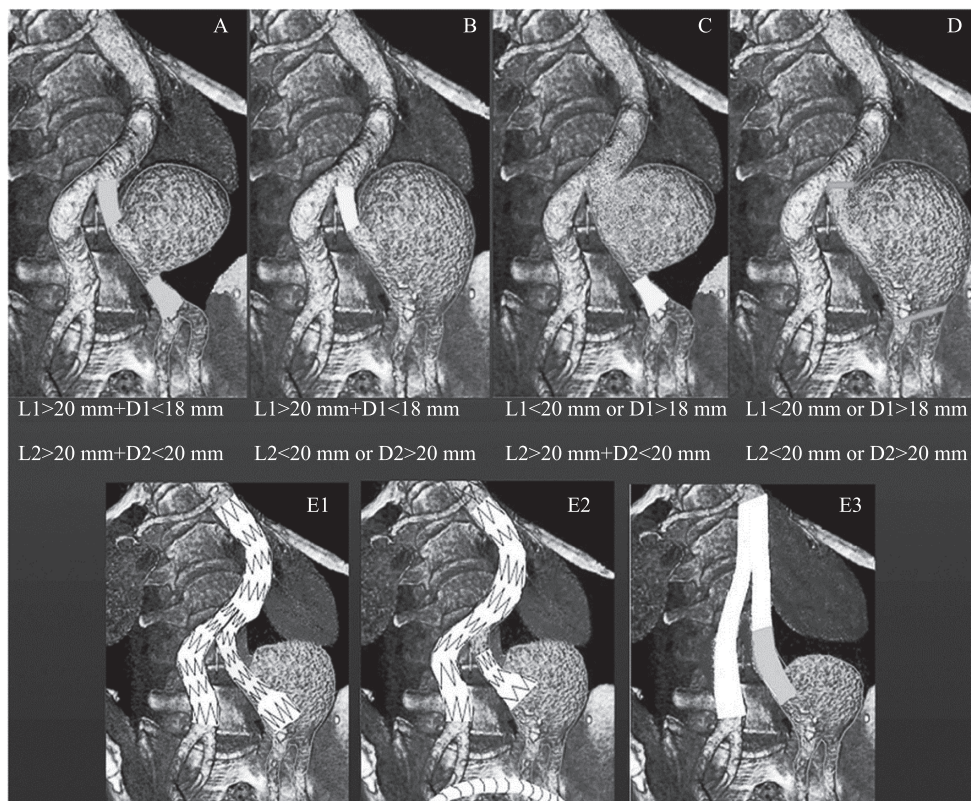 A
B
C
D
L1>20 mm+D1<18 mm
L1>20 mm+D1<18 mm
L1<20 mm or D1>18 mm
L1<20 mm or D1>18 mm
L2>20 mm+D2<20 mm
L2<20 mm or D2>20 mm
L2>20 mm+D2<20 mm
L2<20 mm or D2>20 mm
E1
E2
E3